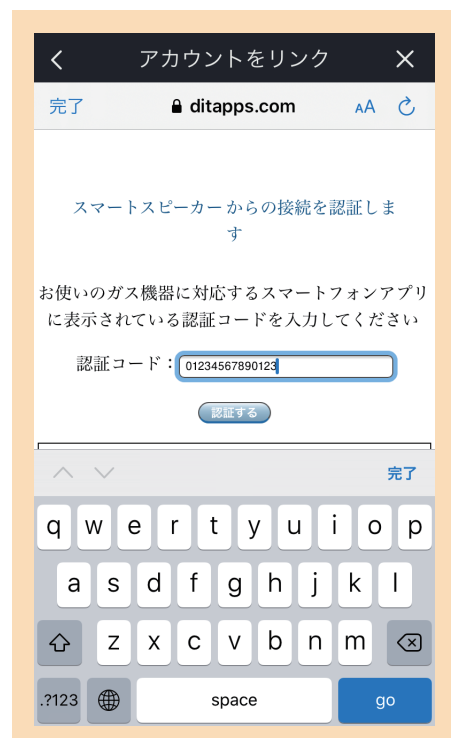 アカウントをリンク
完了 ditapps.com AA
スマートスピーカーからの接続を認証しま
す
お使いのガス機器に対応するスマートフォンアプリ
に表示されている認証コードを入力してください
認証コード：01234567890123
認証する
完了
q w e r t y u i o p
a s d f g h j k l
z x c v b n m
.?123 space go